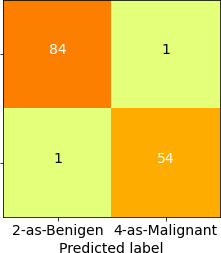 84 1
1 54
2-as-Benigen 4-as-Malignant
Predicted label